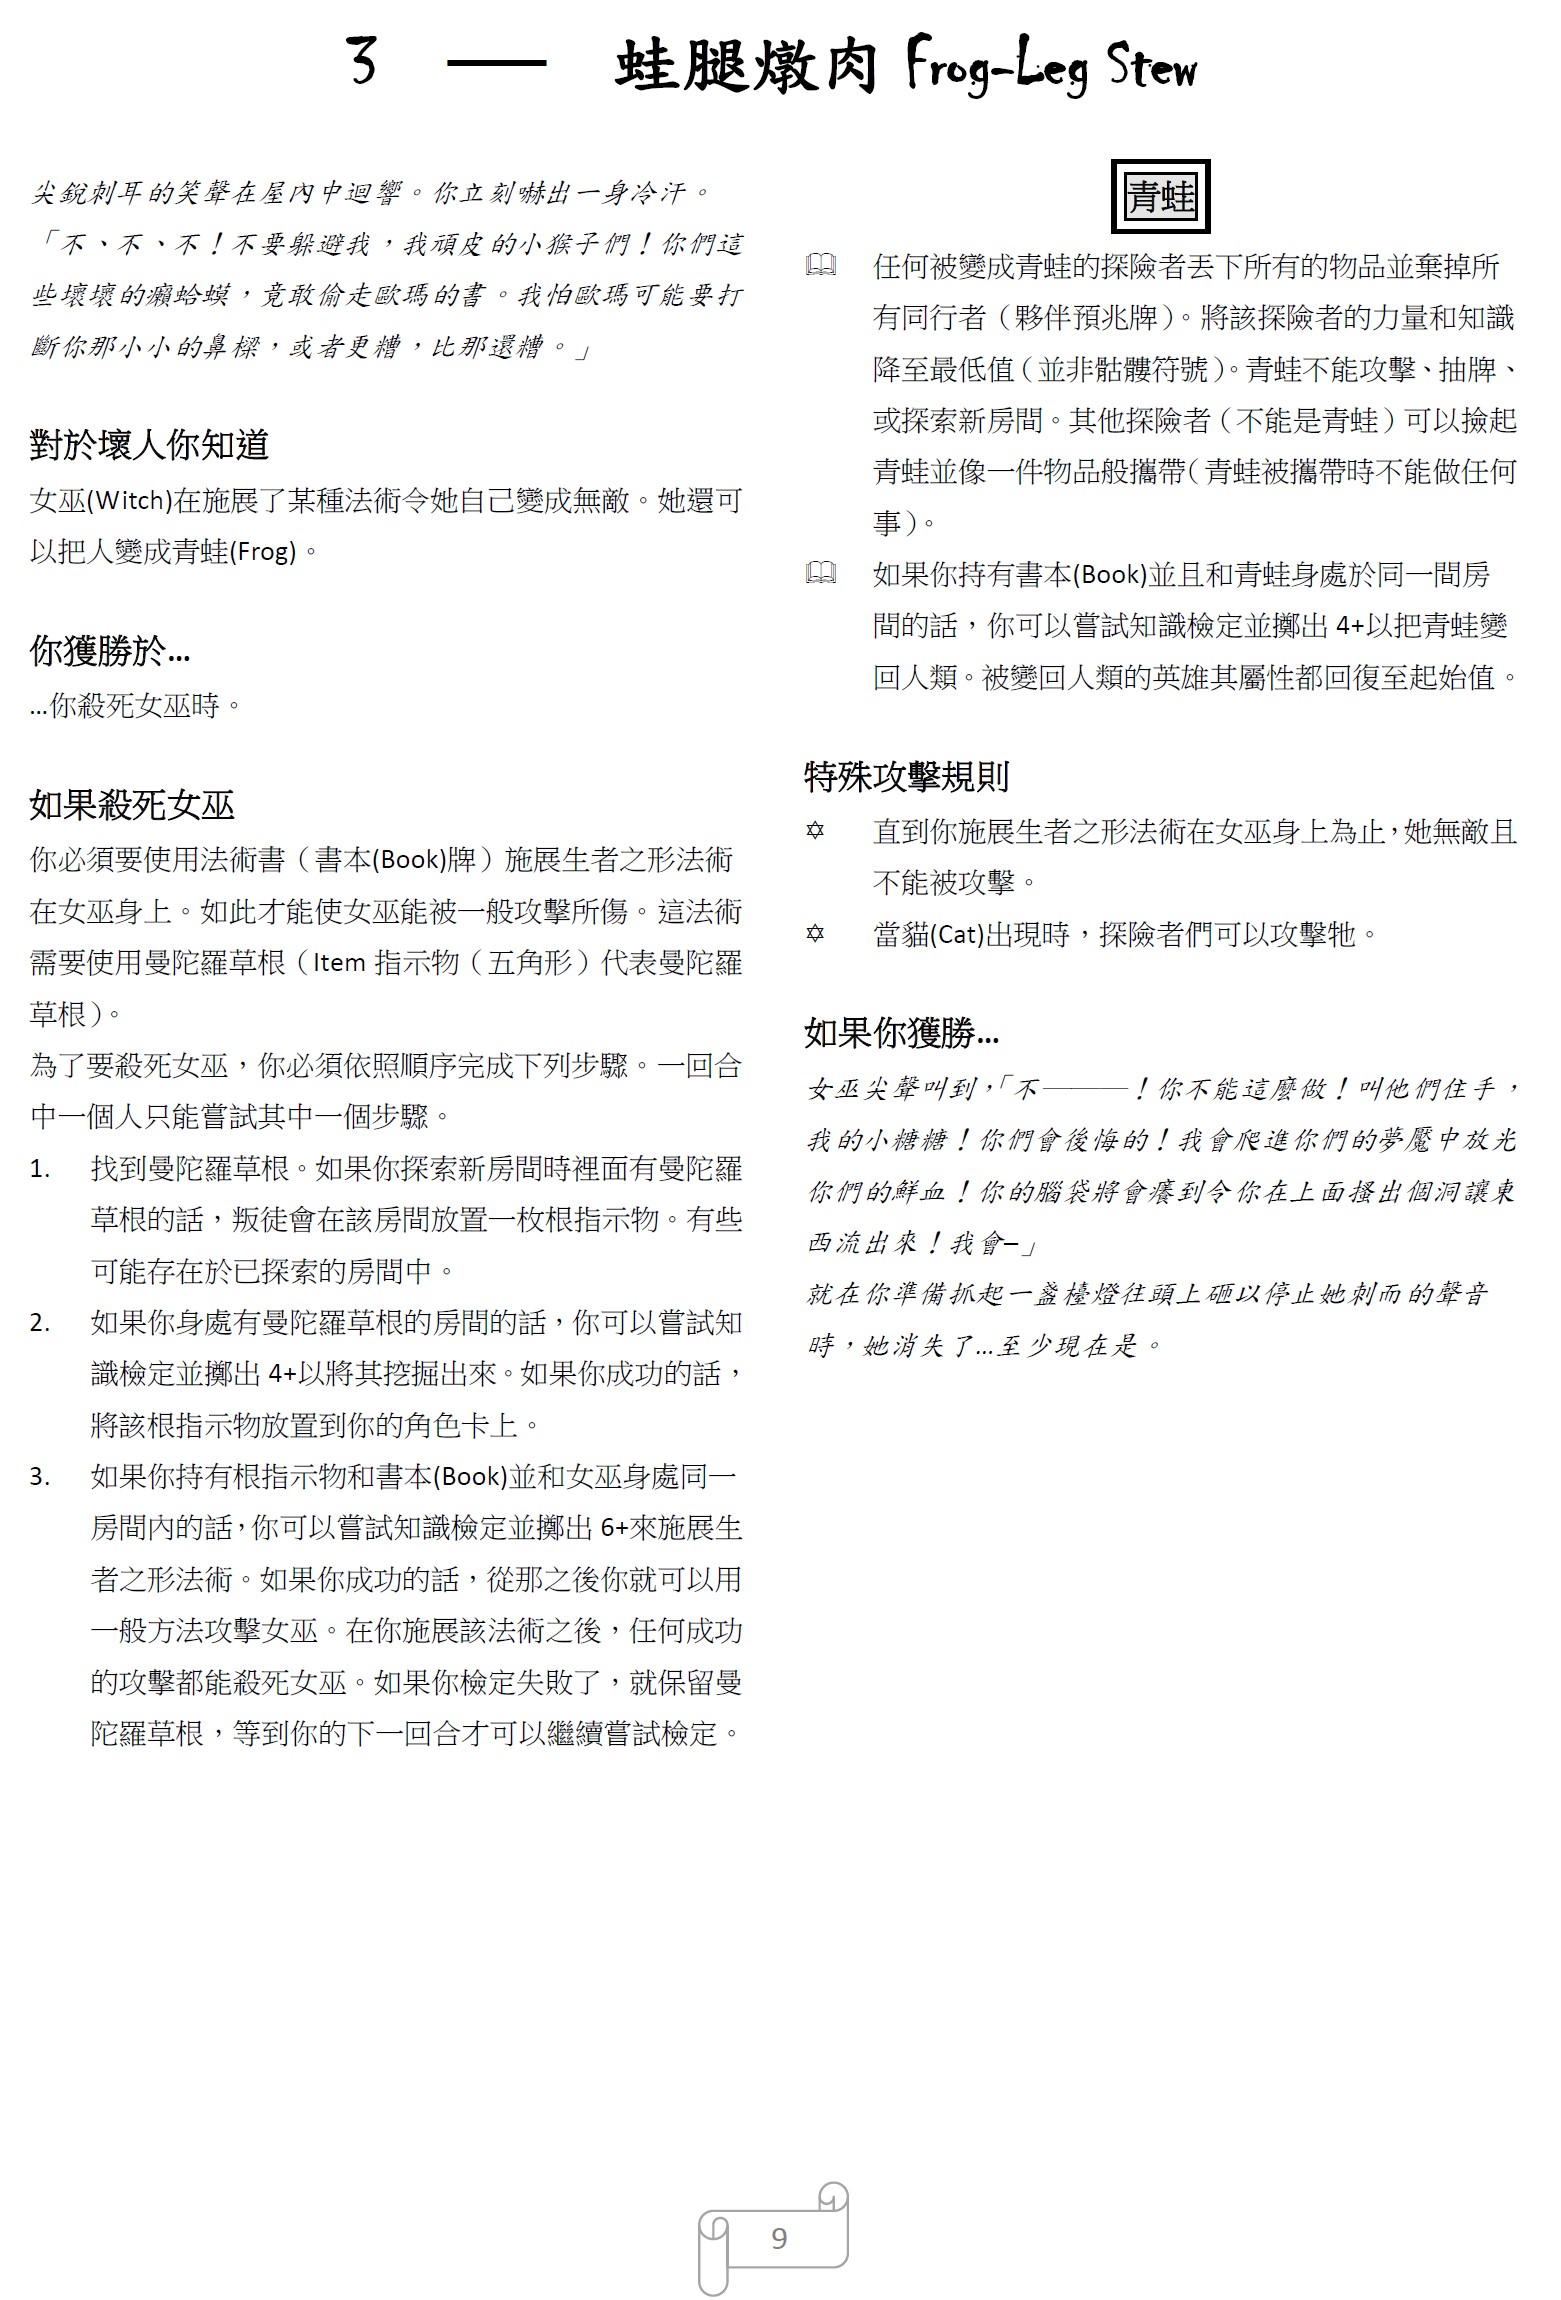 3 — 蛙腿燉肉 Frog-Leg Stew
尖銳刺耳的笑聲在屋內中迴響。你立刻嚇出一身冷汗。
「不、不、不！不要躲避我，我頑皮的小猴子們！你們這
些壞壞的癩蛤蟆，竟敢偷走歐瑪的書。我怕歐瑪可能要打
斷你那小小的鼻樑，或者更糟，比那還糟。」
對於壞人你知道
女巫(Witch)在施展了某種法術令她自己變成無敵。她還可
以把人變成青蛙(Frog)。
你獲勝於…
…你殺死女巫時。
如果殺死女巫
你必須要使用法術書（書本(Book)牌）施展生者之形法術
在女巫身上。如此才能使女巫能被一般攻擊所傷。這法術
需要使用曼陀羅草根（Item 指示物（五角形）代表曼陀羅
草根）。
為了要殺死女巫，你必須依照順序完成下列步驟。一回合
中一個人只能嘗試其中一個步驟。
1. 找到曼陀羅草根。如果你探索新房間時裡面有曼陀羅
草根的話，叛徒會在該房間放置一枚根指示物。有些
可能存在於已探索的房間中。
2. 如果你身處有曼陀羅草根的房間的話，你可以嘗試知
識檢定並擲出 4+以將其挖掘出來。如果你成功的話，
將該根指示物放置到你的角色卡上。
3. 如果你持有根指示物和書本(Book)並和女巫身處同一
房間內的話，你可以嘗試知識檢定並擲出 6+來施展生
者之形法術。如果你成功的話，從那之後你就可以用
一般方法攻擊女巫。在你施展該法術之後，任何成功
的攻擊都能殺死女巫。如果你檢定失敗了，就保留曼
陀羅草根，等到你的下一回合才可以繼續嘗試檢定。
青蛙
任何被變成青蛙的探險者丟下所有的物品並棄掉所
有同行者（夥伴預兆牌）。將該探險者的力量和知識
降至最低值（並非骷髏符號）。青蛙不能攻擊、抽牌、
或探索新房間。其他探險者（不能是青蛙）可以撿起
青蛙並像一件物品般攜帶（青蛙被攜帶時不能做任何
事）。
如果你持有書本(Book)並且和青蛙身處於同一間房
間的話，你可以嘗試知識檢定並擲出 4+以把青蛙變
回人類。被變回人類的英雄其屬性都回復至起始值。
特殊攻擊規則
✡ 直到你施展生者之形法術在女巫身上為止，她無敵且
不能被攻擊。
✡ 當貓(Cat)出現時，探險者們可以攻擊牠。
如果你獲勝…
女巫尖聲叫到，「不———！你不能這麼做！叫他們住手，
我的小糖糖！你們會後悔的！我會爬進你們的夢魘中放光
你們的鮮血！你的腦袋將會癢到令你在上面搔出個洞讓東
西流出來！我會–」
就在你準備抓起一盞檯燈往頭上砸以停止她刺而的聲音
時，她消失了…至少現在是。
9